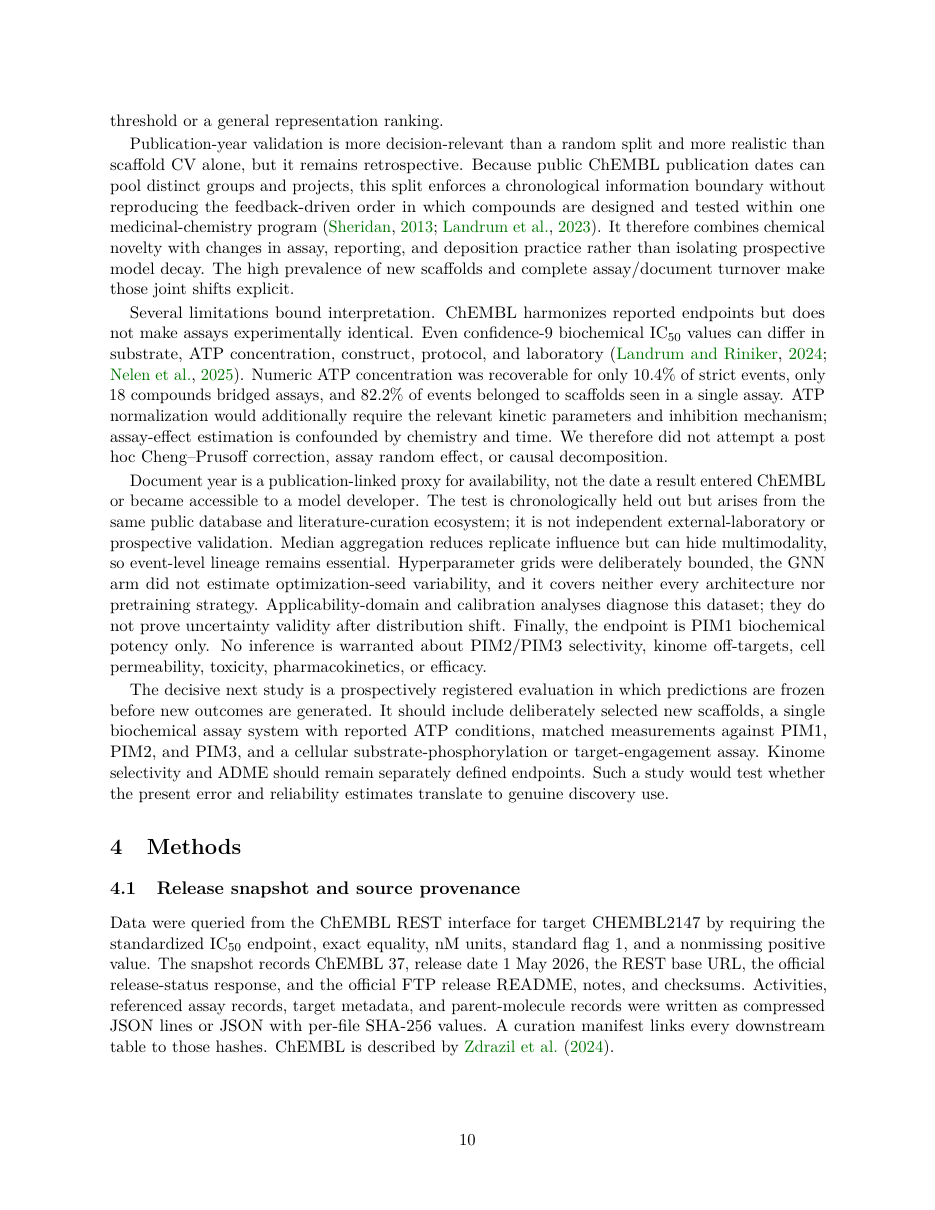 threshold or a general representation ranking.
Publication-year validation is more decision-relevant than a random split and more realistic than
scaffold CV alone, but it remains retrospective. Because public ChEMBL publication dates can
pool distinct groups and projects, this split enforces a chronological information boundary without
reproducing the feedback-driven order in which compounds are designed and tested within one
medicinal-chemistry program (Sheridan, 2013; Landrum et al., 2023). It therefore combines chemical
novelty with changes in assay, reporting, and deposition practice rather than isolating prospective
model decay. The high prevalence of new scaffolds and complete assay/document turnover make
those joint shifts explicit.
Several limitations bound interpretation. ChEMBL harmonizes reported endpoints but does
not make assays experimentally identical. Even confidence-9 biochemical IC50 values can differ in
substrate, ATP concentration, construct, protocol, and laboratory (Landrum and Riniker, 2024;
Nelen et al., 2025). Numeric ATP concentration was recoverable for only 10.4% of strict events, only
18 compounds bridged assays, and 82.2% of events belonged to scaffolds seen in a single assay. ATP
normalization would additionally require the relevant kinetic parameters and inhibition mechanism;
assay-effect estimation is confounded by chemistry and time. We therefore did not attempt a post
hoc Cheng–Prusoff correction, assay random effect, or causal decomposition.
Document year is a publication-linked proxy for availability, not the date a result entered ChEMBL
or became accessible to a model developer. The test is chronologically held out but arises from the
same public database and literature-curation ecosystem; it is not independent external-laboratory or
prospective validation. Median aggregation reduces replicate influence but can hide multimodality,
so event-level lineage remains essential. Hyperparameter grids were deliberately bounded, the GNN
arm did not estimate optimization-seed variability, and it covers neither every architecture nor
pretraining strategy. Applicability-domain and calibration analyses diagnose this dataset; they do
not prove uncertainty validity after distribution shift. Finally, the endpoint is PIM1 biochemical
potency only. No inference is warranted about PIM2/PIM3 selectivity, kinome off-targets, cell
permeability, toxicity, pharmacokinetics, or efficacy.
The decisive next study is a prospectively registered evaluation in which predictions are frozen
before new outcomes are generated. It should include deliberately selected new scaffolds, a single
biochemical assay system with reported ATP conditions, matched measurements against PIM1,
PIM2, and PIM3, and a cellular substrate-phosphorylation or target-engagement assay. Kinome
selectivity and ADME should remain separately defined endpoints. Such a study would test whether
the present error and reliability estimates translate to genuine discovery use.
4 Methods
4.1 Release snapshot and source provenance
Data were queried from the ChEMBL REST interface for target CHEMBL2147 by requiring the
standardized IC50 endpoint, exact equality, nM units, standard flag 1, and a nonmissing positive
value. The snapshot records ChEMBL 37, release date 1 May 2026, the REST base URL, the official
release-status response, and the official FTP release README, notes, and checksums. Activities,
referenced assay records, target metadata, and parent-molecule records were written as compressed
JSON lines or JSON with per-file SHA-256 values. A curation manifest links every downstream
table to those hashes. ChEMBL is described by Zdrazil et al. (2024).
10